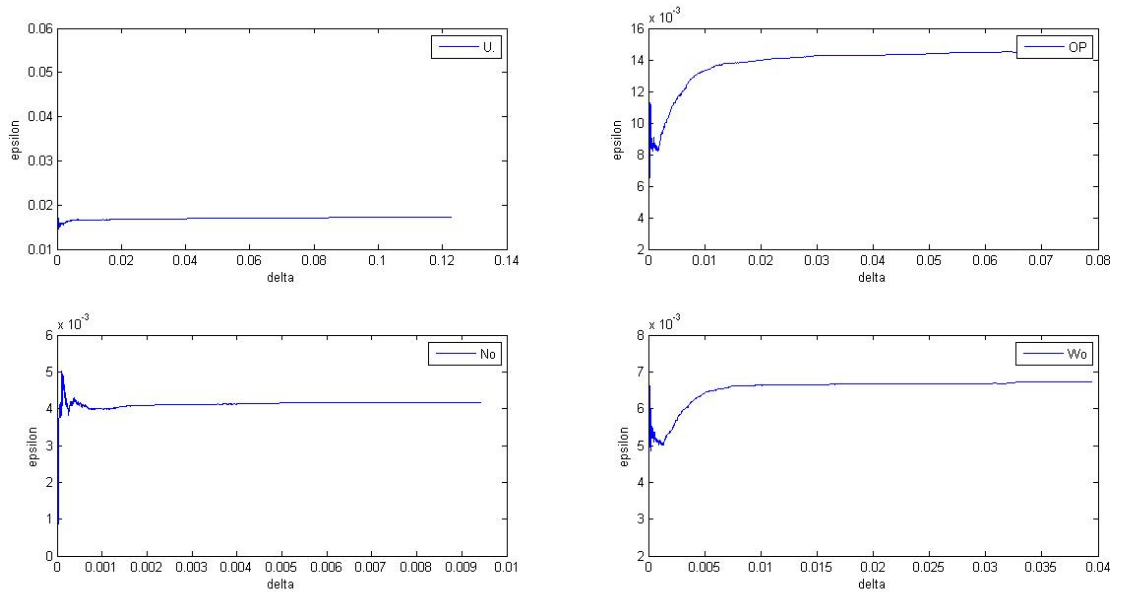 0.06
0.05
0.04
0.03
0.02
0.01
epsilon
0 0.02 0.04 0.06 0.08 0.1 0.12 0.14
delta
U.
x 10-3
16
14
12
10
8
6
4
2
epsilon
0 0.01 0.02 0.03 0.04 0.05 0.06 0.07 0.08
delta
OP
x 10-3
6
5
4
3
2
1
0
epsilon
0 0.001 0.002 0.003 0.004 0.005 0.006 0.007 0.008 0.009 0.01
delta
No
x 10-3
8
7
6
5
4
3
2
epsilon
0 0.005 0.01 0.015 0.02 0.025 0.03 0.035 0.04
delta
Wo